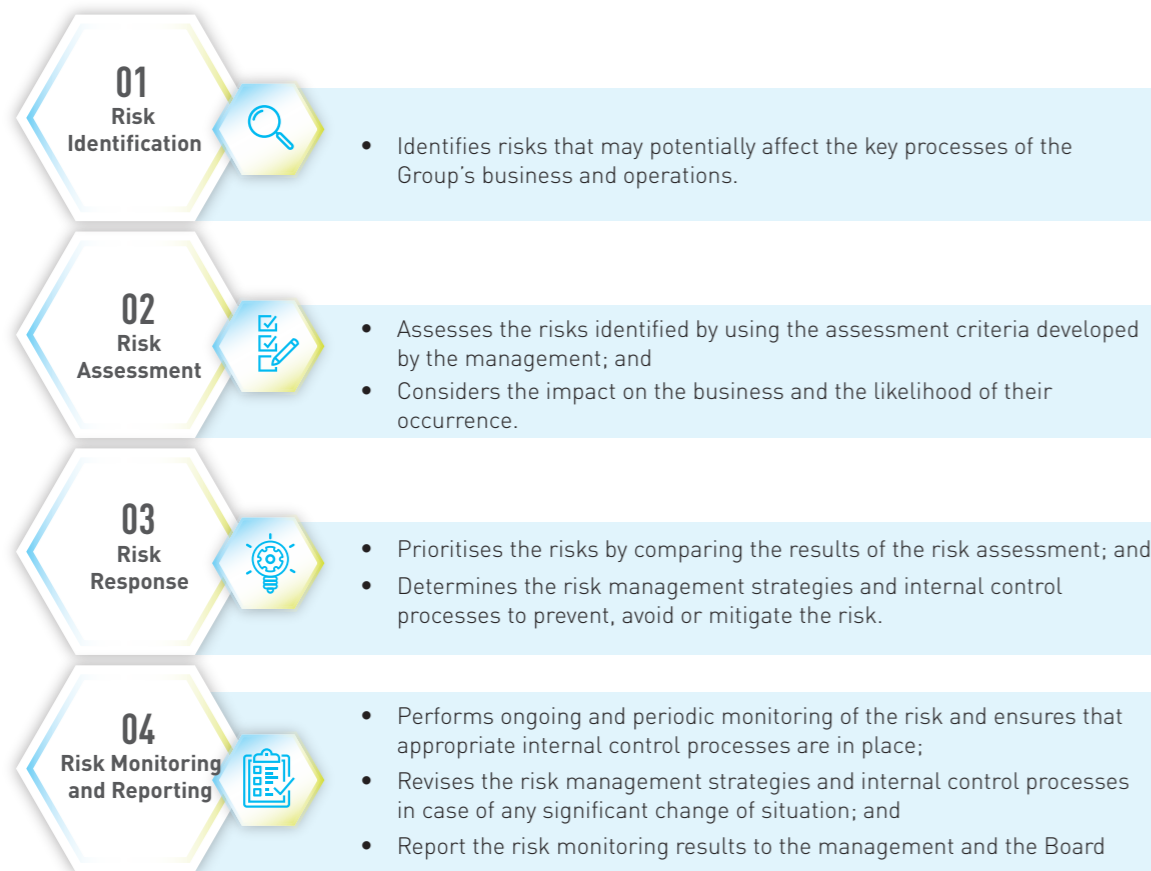 01
Risk
Identification
• Identifies risks that may potentially affect the key processes of the
Group's business and operations.
02
Risk
Assessment
• Assesses the risks identified by using the assessment criteria developed
by the management; and
• Considers the impact on the business and the likelihood of their
occurrence.
03
Risk
Response
• Prioritises the risks by comparing the results of the risk assessment; and
• Determines the risk management strategies and internal control
processes to prevent, avoid or mitigate the risk.
04
Risk Monitoring
and Reporting
• Performs ongoing and periodic monitoring of the risk and ensures that
appropriate internal control processes are in place;
• Revises the risk management strategies and internal control processes
in case of any significant change of situation; and
• Report the risk monitoring results to the management and the Board